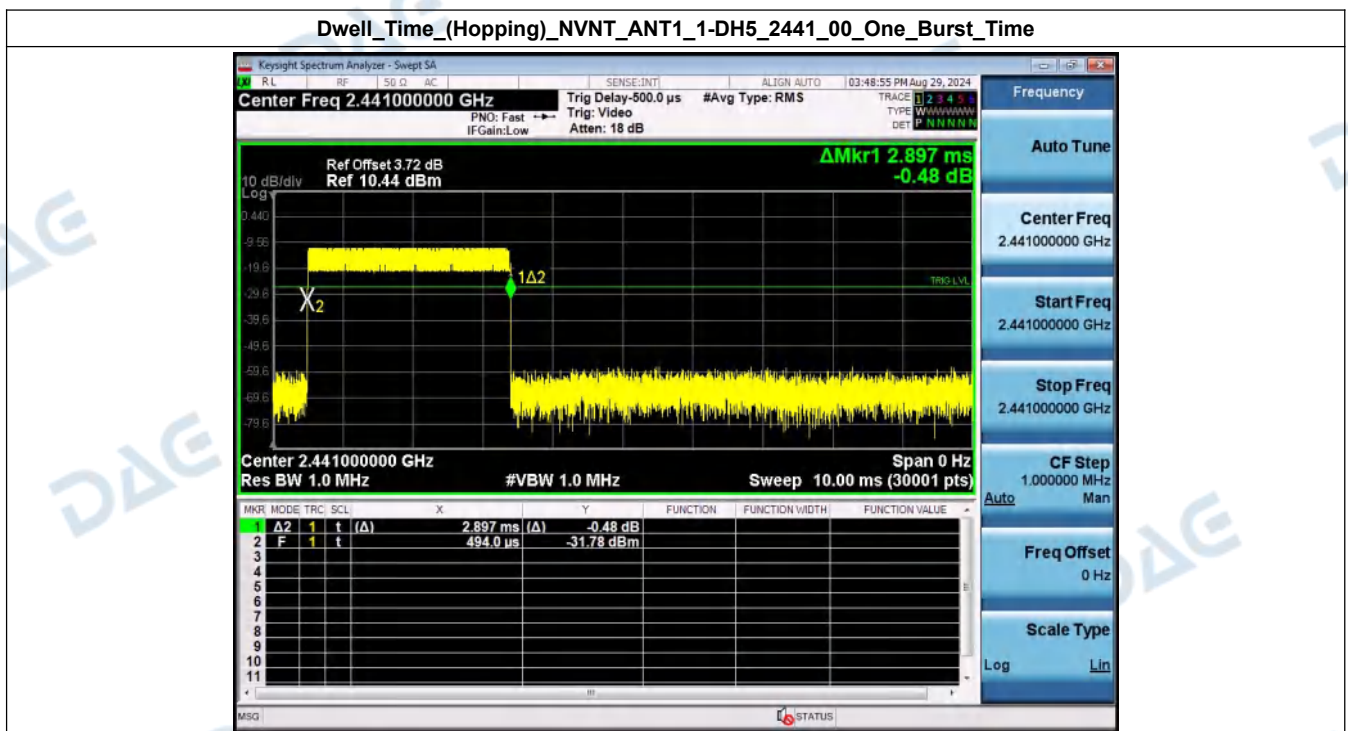 Dwell_Time_(Hopping)_NVNT_ANT1_1-DH5_2441_00_One_Burst_Time
Keysight Spectrum Analyzer - Swept SA
RL RF 50 Ω AC SENSE:INT ALIGN AUTO 03:48:55 PM Aug 29, 2024
Center Freq 2.441000000 GHz Trig Delay-500.0 µs #Avg Type: RMS TRACE 1 2 3 4 5 6
PNO: Fast Trig: Video TYPE WWWWWW
IFGain:Low Atten: 18 dB DET P N N N N N
Frequency
Auto Tune
Center Freq
2.441000000 GHz
Start Freq
2.441000000 GHz
Stop Freq
2.441000000 GHz
CF Step
1.000000 MHz
Auto Man
Freq Offset
0 Hz
Scale Type
Log Lin
ΔMkr1 2.897 ms
-0.48 dB
Ref Offset 3.72 dB
10 dB/div Ref 10.44 dBm
Log
0.440
-9.56
-19.6
-29.6
-39.6
-49.6
-59.6
-69.6
-79.6
1Δ2
TRIG LVL
X2
Center 2.441000000 GHz Span 0 Hz
Res BW 1.0 MHz #VBW 1.0 MHz Sweep 10.00 ms (30001 pts)
MKR MODE TRC SCL X Y FUNCTION FUNCTION WIDTH FUNCTION VALUE
1 Δ2 1 t (Δ) 2.897 ms (Δ) -0.48 dB
2 F 1 t 494.0 µs -31.78 dBm
3
4
5
6
7
8
9
10
11
MSG STATUS
DAG
DAG
DAG